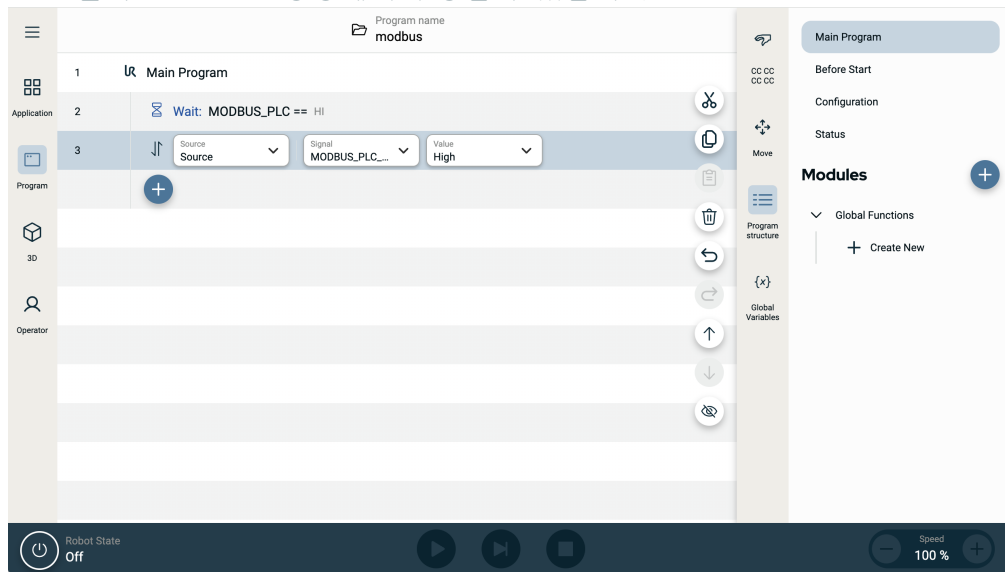 Program name
modbus
Application
Program
3D
Operator
1 Main Program
2 Wait: MODBUS_PLC == HI
3 Source Source Signal MODBUS_PLC_... Value High
CC CC
CC CC
Move
Program
structure
{x}
Global
Variables
Main Program
Before Start
Configuration
Status
Modules
Global Functions
Create New
Robot State
Off
Speed
100 %